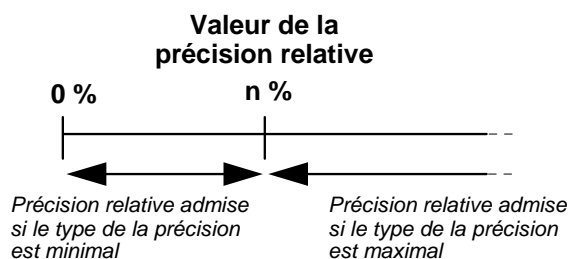 Valeur de la
précision relative
0 % n %
Précision relative admise
si le type de la précision
est minimal
Précision relative admise
si le type de la précision
est maximal